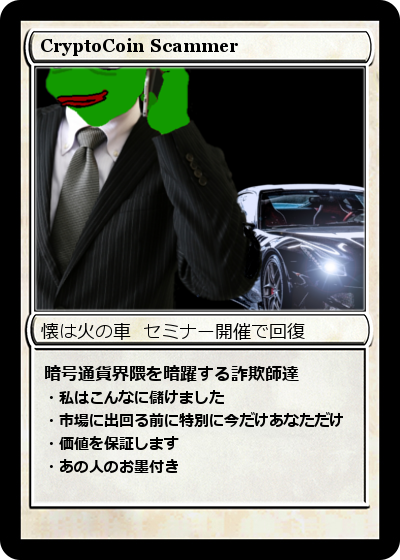 CryptoCoin Scammer
懐は火の車　セミナー開催で回復
暗号通貨界隈を暗躍する詐欺師達
・私はこんなに儲けました
・市場に出回る前に特別に今だけあなただけ
・価値を保証します
・あの人のお墨付き